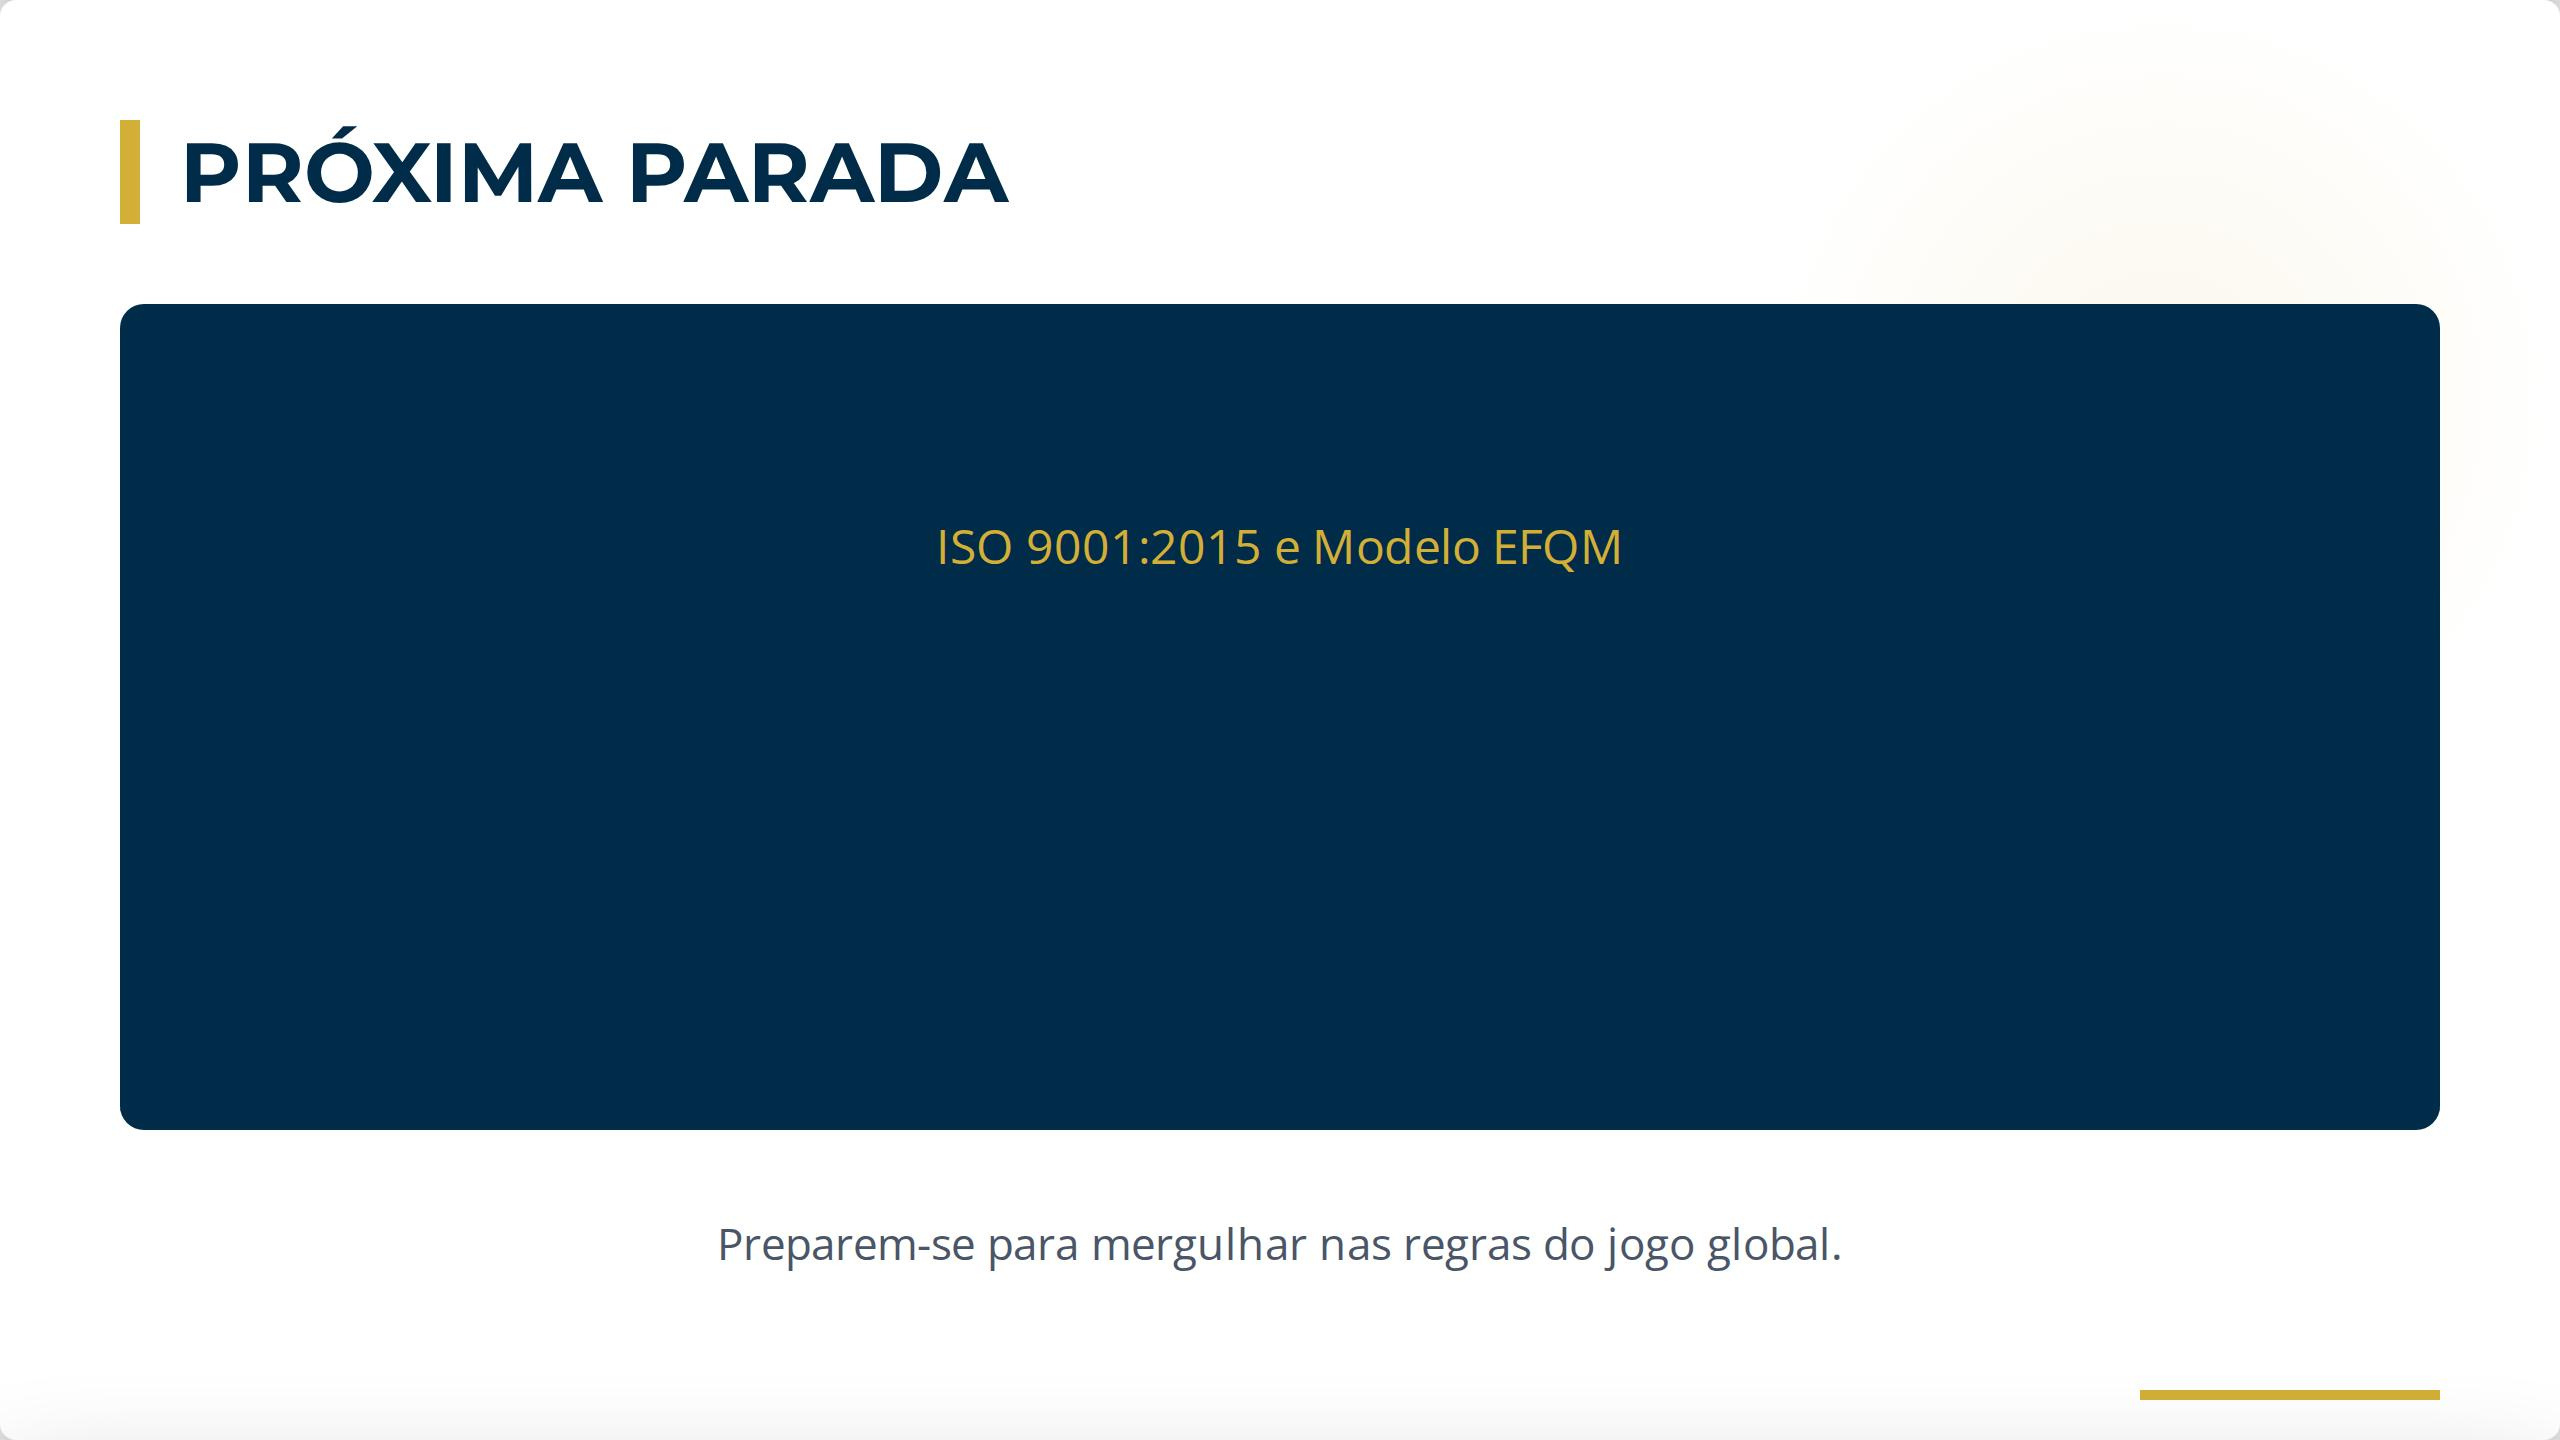 PRÓXIMA PARADA
ISO 9001:2015 e Modelo EFQM
Preparem-se para mergulhar nas regras do jogo global.